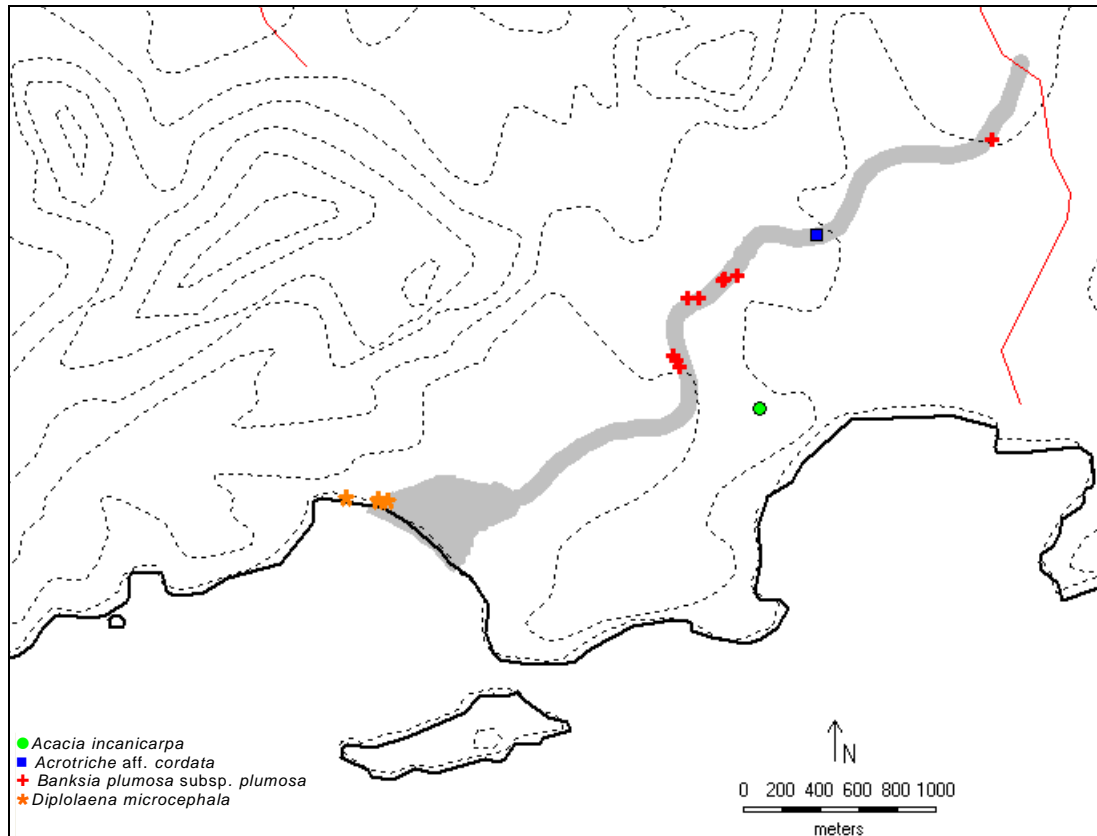 Acacia incanicarpa
Acrotriche aff. cordata
Banksia plumosa subsp. plumosa
Diplolaena microcephala
N
0 200 400 600 800 1000
meters